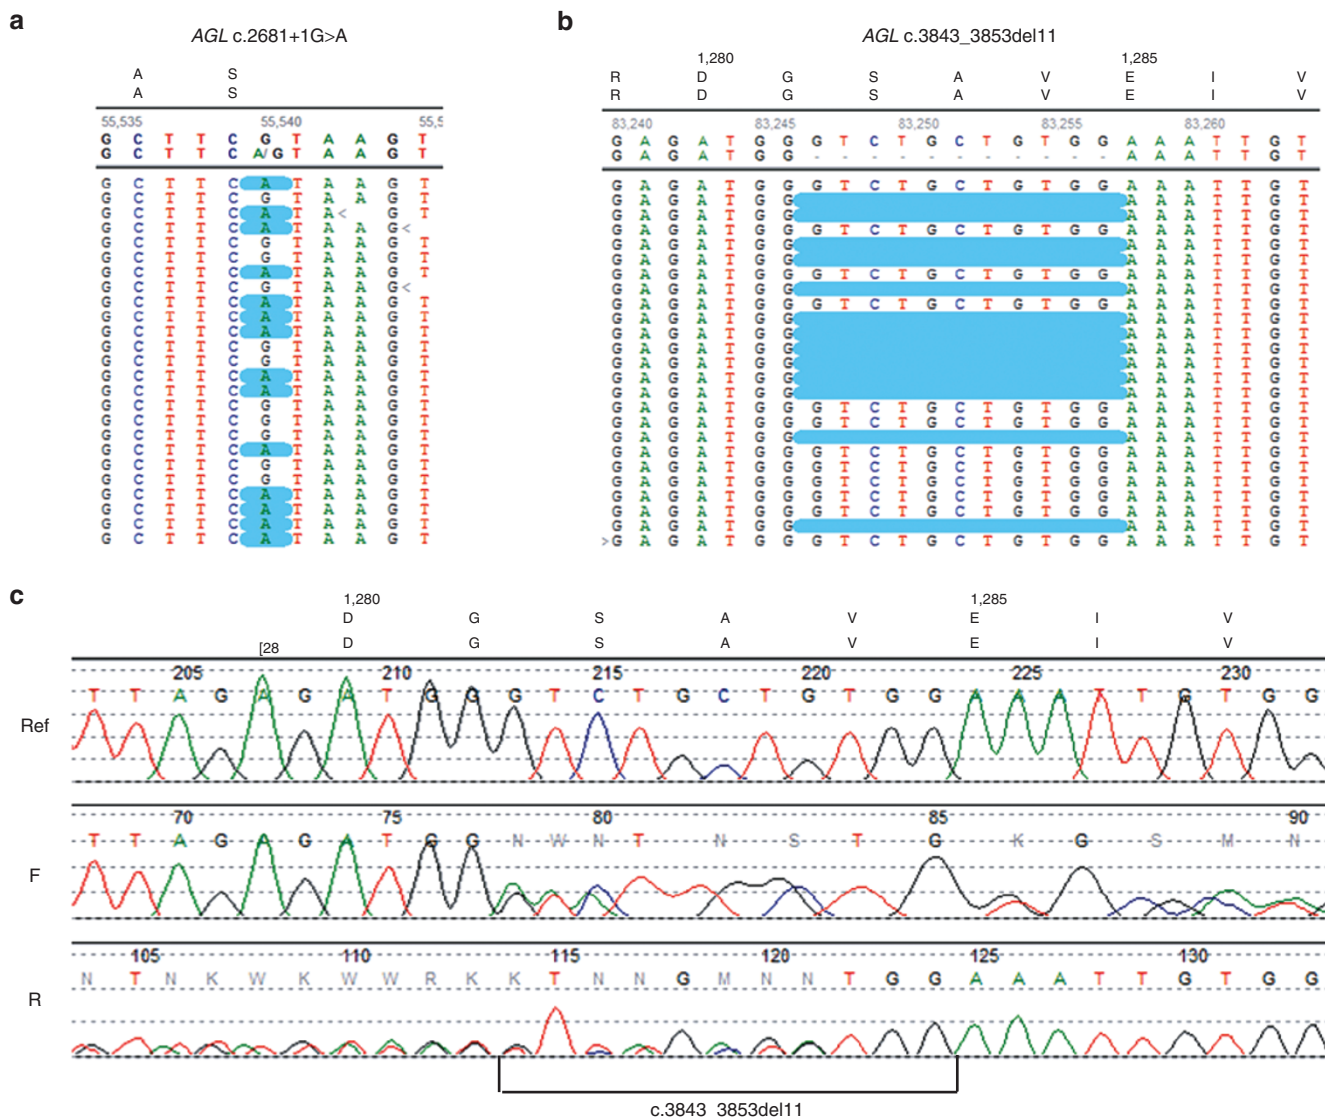 a
AGL c.2681+1G>A
A S
A S
55,535 55,540 55,5
G C T T C G T A A G T
G C T T C A/G T A A G T
G C T T C A T A A G T
G C T T C G T A A G T
G C T T C A T A < G T
G C T T C A T A A G <
G C T T C G T A A G T
G C T T C G T A A G T
G C T T C A T A A G T
G C T T C G T A A G <
G C T T C A T A A G T
G C T T C A T A A G T
G C T T C A T A A G T
G C T T C G T A A G T
G C T T C G T A A G T
G C T T C A T A A G T
G C T T C A T A A G T
G C T T C G T A A G T
G C T T C G T A A G T
G C T T C G T A A G T
G C T T C A T A A G T
G C T T C G T A A G T
G C T T C G T A A G T
G C T T C A T A A G T
G C T T C A T A A G T
G C T T C A T A A G T
G C T T C A T A A G T
b
AGL c.3843_3853del11
1,280 1,285
R D G S A V E I V
R D G S A V E I V
83,240 83,245 83,250 83,255 83,260
G A G A T G G G T C T G C T G T G G A A A T T G T
G A G A T G G - - - - - - - - - - - A A A T T G T
G A G A T G G G T C T G C T G T G G A A A T T G T
G A G A T G G A A A T T G T
G A G A T G G A A A T T G T
G A G A T G G G T C T G C T G T G G A A A T T G T
G A G A T G G A A A T T G T
G A G A T G G A A A T T G T
G A G A T G G G T C T G C T G T G G A A A T T G T
G A G A T G G A A A T T G T
G A G A T G G G T C T G C T G T G G A A A T T G T
G A G A T G G A A A T T G T
G A G A T G G A A A T T G T
G A G A T G G A A A T T G T
G A G A T G G A A A T T G T
G A G A T G G A A A T T G T
G A G A T G G A A A T T G T
G A G A T G G G T C T G C T G T G G A A A T T G T
G A G A T G G G T C T G C T G T G G A A A T T G T
G A G A T G G A A A T T G T
G A G A T G G G T C T G C T G T G G A A A T T G T
G A G A T G G G T C T G C T G T G G A A A T T G T
G A G A T G G G T C T G C T G T G G A A A T T G T
G A G A T G G G T C T G C T G T G G A A A T T G T
G A G A T G G G T C T G C T G T G G A A A T T G T
G A G A T G G A A A T T G T
>G A G A T G G G T C T G C T G T G G A A A T T G T
c
1,280 1,285
D G S A V E I V
[28 D G S A V E I V
205 210 215 220 225 230
T T A G A G A T G G G T C T G C T G T G G A A A T T G T G G
Ref
70 75 80 85 90
T T A G A G A T G G N W N T N S T G K G S M N
F
105 110 115 120 125 130
N T N K W K W W R K K T N N G M N N T G G A A A T T G T G G
R
c.3843_3853del11